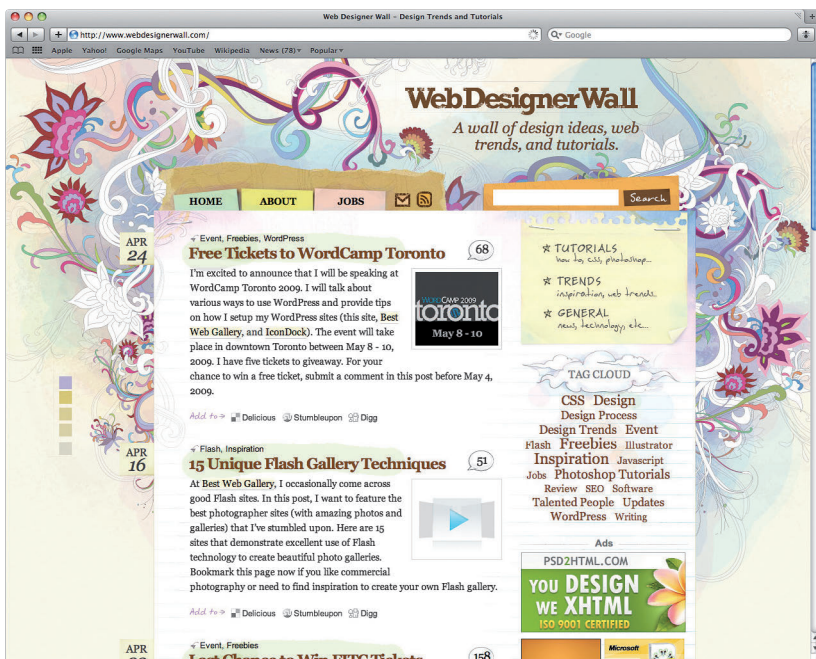 Web Designer Wall – Design Trends and Tutorials
http://www.webdesignerwall.com/
Google
Apple Yahoo! Google Maps YouTube Wikipedia News (78) Popular
WebDesignerWall
A wall of design ideas, web
trends, and tutorials.
HOME ABOUT JOBS
Search
APR
24
Event, Freebies, WordPress
Free Tickets to WordCamp Toronto
68
I'm excited to announce that I will be speaking at
WordCamp Toronto 2009. I will talk about
various ways to use WordPress and provide tips
on how I setup my WordPress sites (this site, Best
Web Gallery, and IconDock). The event will take
place in downtown Toronto between May 8 - 10,
2009. I have five tickets to giveaway. For your
chance to win a free ticket, submit a comment in this post before May 4,
2009.
WORDCAMP 2009
toronto
May 8 - 10
Add to Delicious Stumbleupon Digg
APR
16
Flash, Inspiration
15 Unique Flash Gallery Techniques
51
At Best Web Gallery, I occasionally come across
good Flash sites. In this post, I want to feature the
best photographer sites (with amazing photos and
galleries) that I've stumbled upon. Here are 15
sites that demonstrate excellent use of Flash
technology to create beautiful photo galleries.
Bookmark this page now if you like commercial
photography or need to find inspiration to create your own Flash gallery.
Add to Delicious Stumbleupon Digg
APR
Event, Freebies
Last Chance to Win FITC Tickets
158
TUTORIALS
how to, css, photoshop...
TRENDS
inspiration, web trends...
GENERAL
news, technology, etc...
TAG CLOUD
CSS Design
Design Process
Design Trends Event
Flash Freebies Illustrator
Inspiration Javascript
Jobs Photoshop Tutorials
Review SEO Software
Talented People Updates
WordPress Writing
Ads
PSD2HTML.COM
YOU DESIGN
WE XHTML
ISO 9001 CERTIFIED
Microsoft